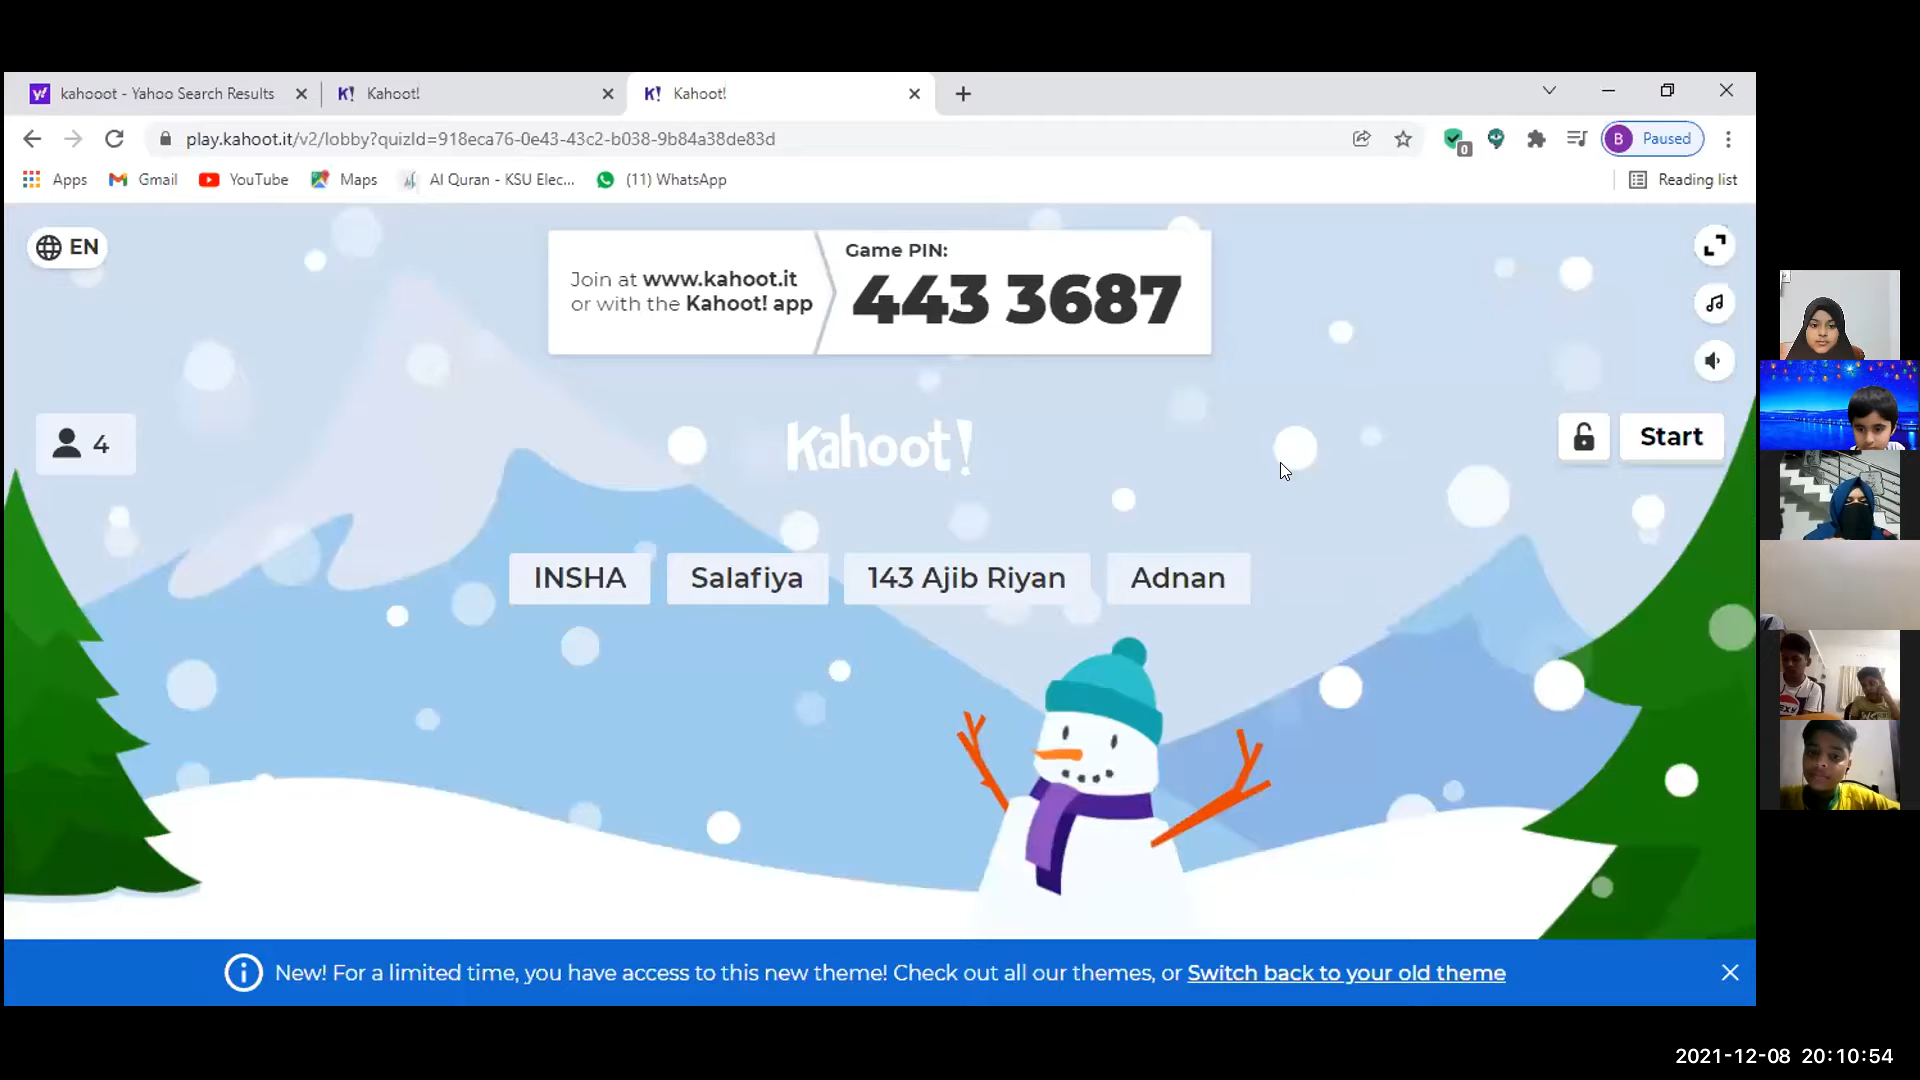 kahooot - Yahoo Search Results
Kahoot!
Kahoot!
play.kahoot.it/v2/lobby?quizId=918eca76-0e43-43c2-b038-9b84a38de83d
0
B
Paused
Apps
Gmail
YouTube
Maps
Al Quran - KSU Elec...
(11) WhatsApp
Reading list
EN
Join at www.kahoot.it
or with the Kahoot! app
Game PIN:
443 3687
4
Kahoot!
Start
INSHA
Salafiya
143 Ajib Riyan
Adnan
New! For a limited time, you have access to this new theme! Check out all our themes, or Switch back to your old theme
2021-12-08 20:10:54